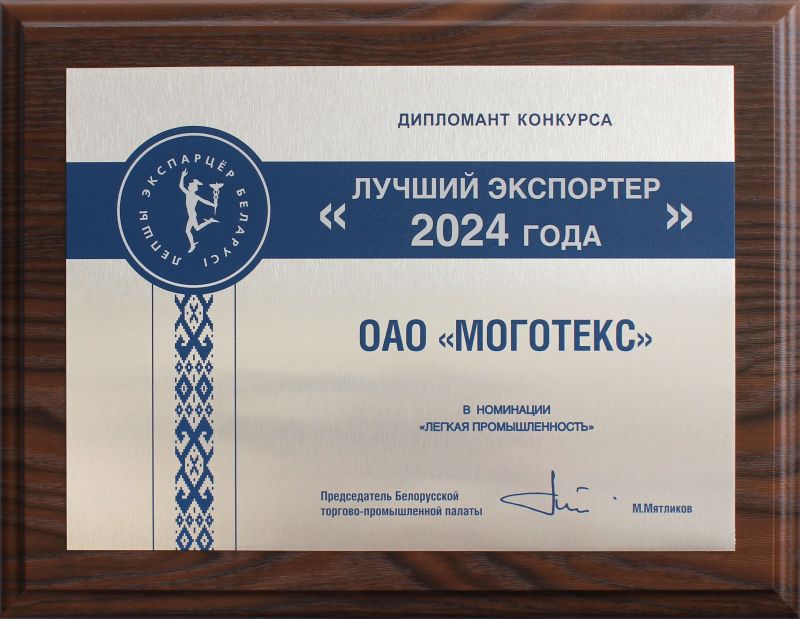 ДИПЛОМАНТ КОНКУРСА
«ЛУЧШИЙ ЭКСПОРТЕР
2024 ГОДА»
ЛЕПШЫ ЭКСПАРЦЁР БЕЛАРУСІ
ОАО «МОГОТЕКС»
В НОМИНАЦИИ
«ЛЕГКАЯ ПРОМЫШЛЕННОСТЬ»
Председатель Белорусской
торгово-промышленной палаты
М.Мятликов